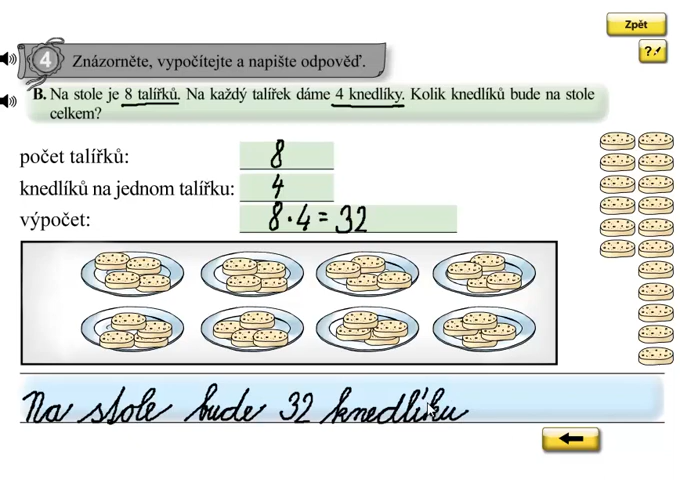 Zpět
4 Znázorněte, vypočítejte a napište odpověď.
?✓
B. Na stole je 8 talířků. Na každý talířek dáme 4 knedlíky. Kolik knedlíků bude na stole
celkem?
počet talířků: 8
knedlíků na jednom talířku: 4
výpočet: 8·4=32
Na stole bude 32 knedlíku